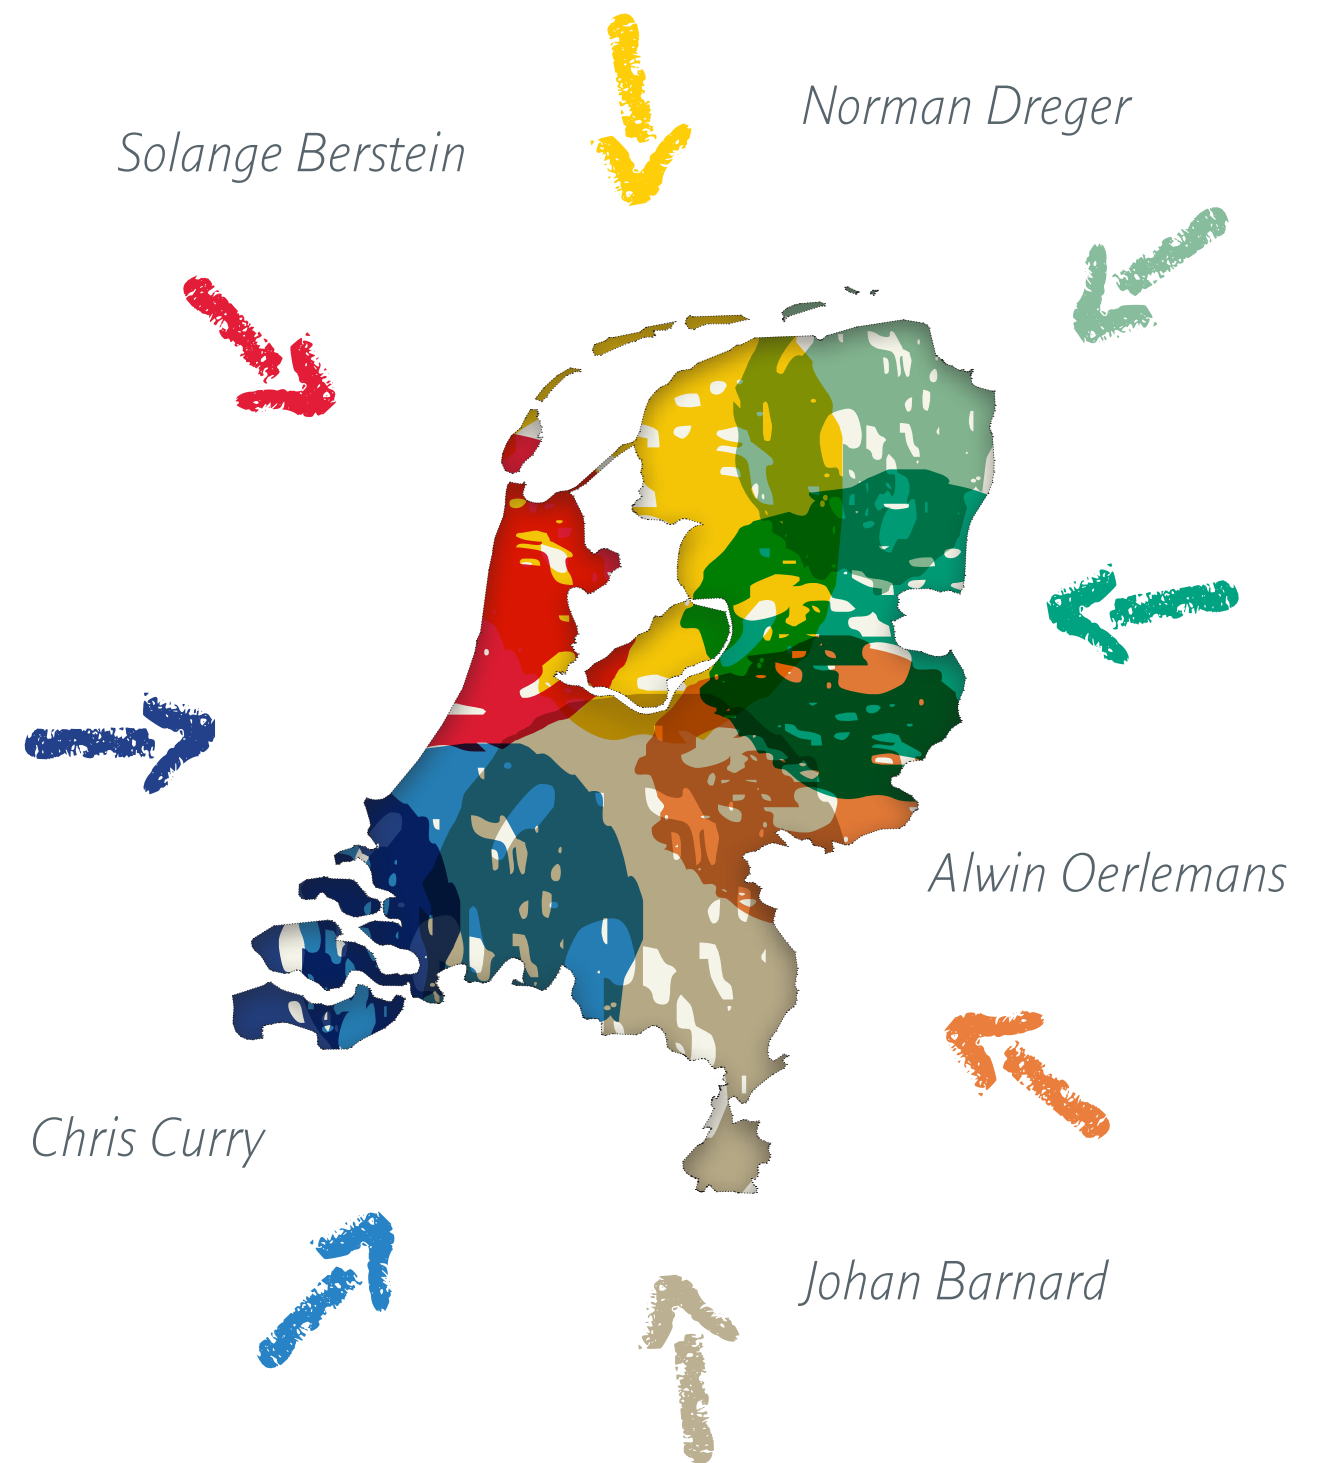 Norman Dreger
Solange Berstein
Alwin Oerlemans
Chris Curry
Johan Barnard